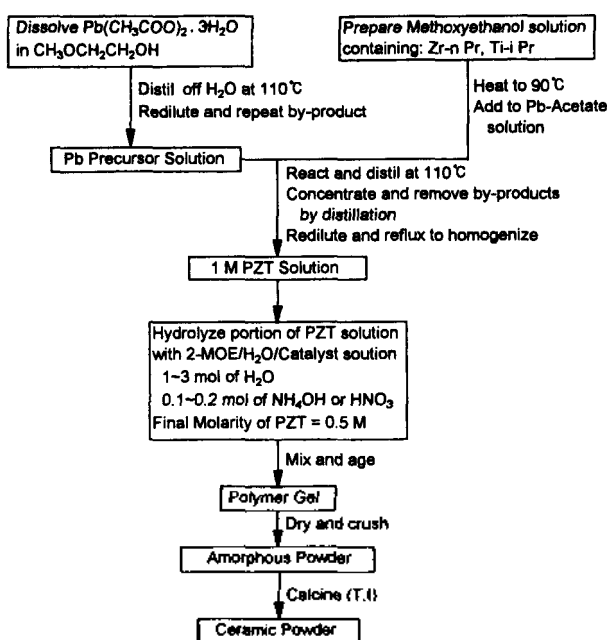 Dissolve Pb(CH₃COO)₂ . 3H₂O
in CH₃OCH₂CH₂OH
Prepare Methoxyethanol solution
containing: Zr-n Pr, Ti-i Pr
Distil off H₂O at 110℃
Redilute and repeat by-product
Heat to 90℃
Add to Pb-Acetate
solution
Pb Precursor Solution
React and distil at 110℃
Concentrate and remove by-products
by distillation
Redilute and reflux to homogenize
1 M PZT Solution
Hydrolyze portion of PZT solution
with 2-MOE/H₂O/Catalyst soution
1~3 mol of H₂O
0.1~0.2 mol of NH₄OH or HNO₃
Final Molarity of PZT = 0.5 M
Mix and age
Polymer Gel
Dry and crush
Amorphous Powder
Calcine (T,t)
Ceramic Powder